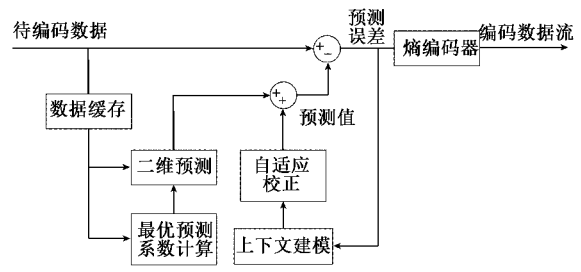 待编码数据
预测
误差
熵编码器
编码数据流
数据缓存
+
−
+
+
预测值
二维预测
自适应
校正
最优预测
系数计算
上下文建模